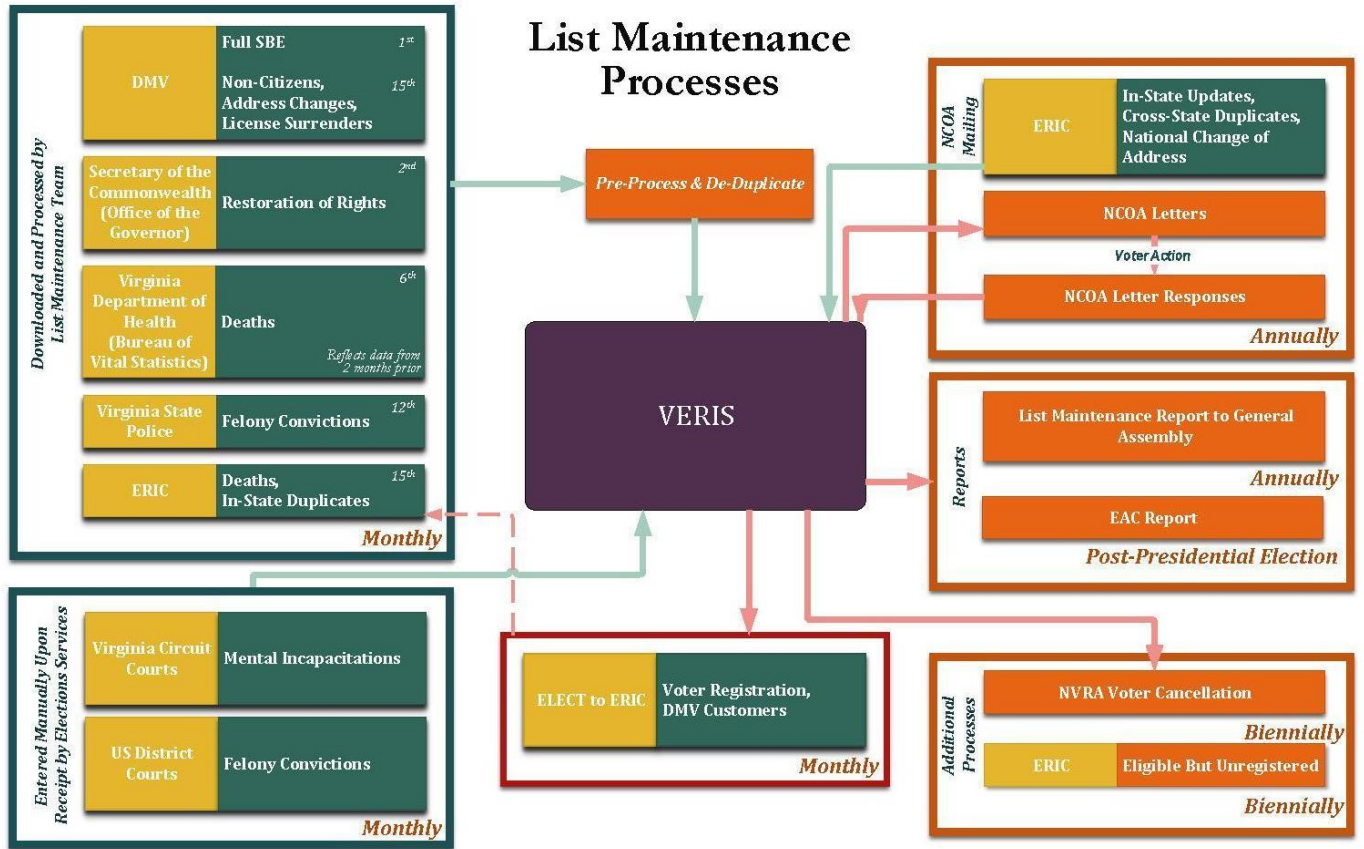 List Maintenance
Processes
Downloaded and Processed by
List Maintenance Team
DMV
Full SBE
1st
Non-Citizens,
Address Changes,
License Surrenders
15th
Secretary of the
Commonwealth
(Office of the
Governor)
Restoration of Rights
2nd
Virginia
Department of
Health
(Bureau of
Vital Statistics)
Deaths
6th
Reflects data from
2 months prior
Virginia State
Police
Felony Convictions
12th
ERIC
Deaths,
In-State Duplicates
15th
Monthly
Entered Manually Upon
Receipt by Elections Services
Virginia Circuit
Courts
Mental Incapacitations
US District
Courts
Felony Convictions
Monthly
Pre-Process & De-Duplicate
VERIS
ELECT to ERIC
Voter Registration,
DMV Customers
Monthly
NCOA
Mailing
ERIC
In-State Updates,
Cross-State Duplicates,
National Change of
Address
NCOA Letters
Voter Action
NCOA Letter Responses
Annually
Reports
List Maintenance Report to General
Assembly
Annually
EAC Report
Post-Presidential Election
Additional
Processes
NVRA Voter Cancellation
Biennially
ERIC
Eligible But Unregistered
Biennially